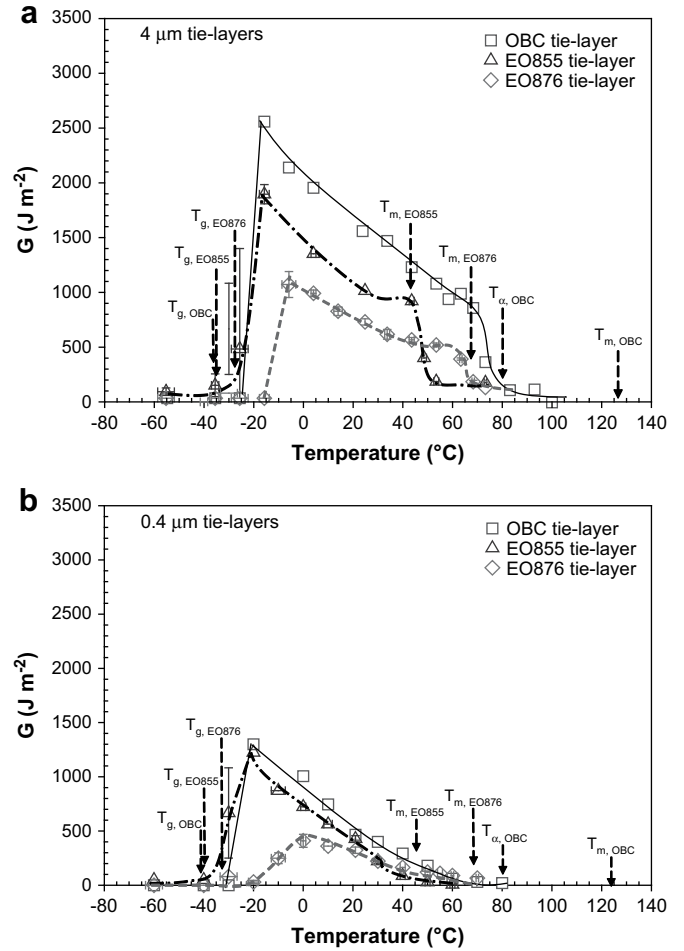 a
4 μm tie-layers
OBC tie-layer
EO855 tie-layer
EO876 tie-layer
3500
3000
2500
2000
1500
1000
500
0
G (J m-2)
Tg, EO876
Tg, EO855
Tg, OBC
Tm, EO855
Tm, EO876
Tα, OBC
Tm, OBC
-80 -60 -40 -20 0 20 40 60 80 100 120 140
Temperature (°C)
b
0.4 μm tie-layers
OBC tie-layer
EO855 tie-layer
EO876 tie-layer
3500
3000
2500
2000
1500
1000
500
0
G (J m-2)
Tg, EO876
Tg, EO855
Tg, OBC
Tm, EO855
Tm, EO876
Tα, OBC
Tm, OBC
-80 -60 -40 -20 0 20 40 60 80 100 120 140
Temperature (°C)